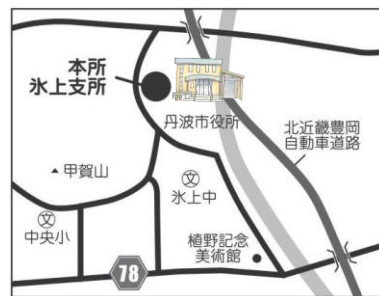 本所
氷上支所
丹波市役所
北近畿豊岡
自動車道路
甲賀山
文
氷上中
文
中央小
植野記念
美術館
78